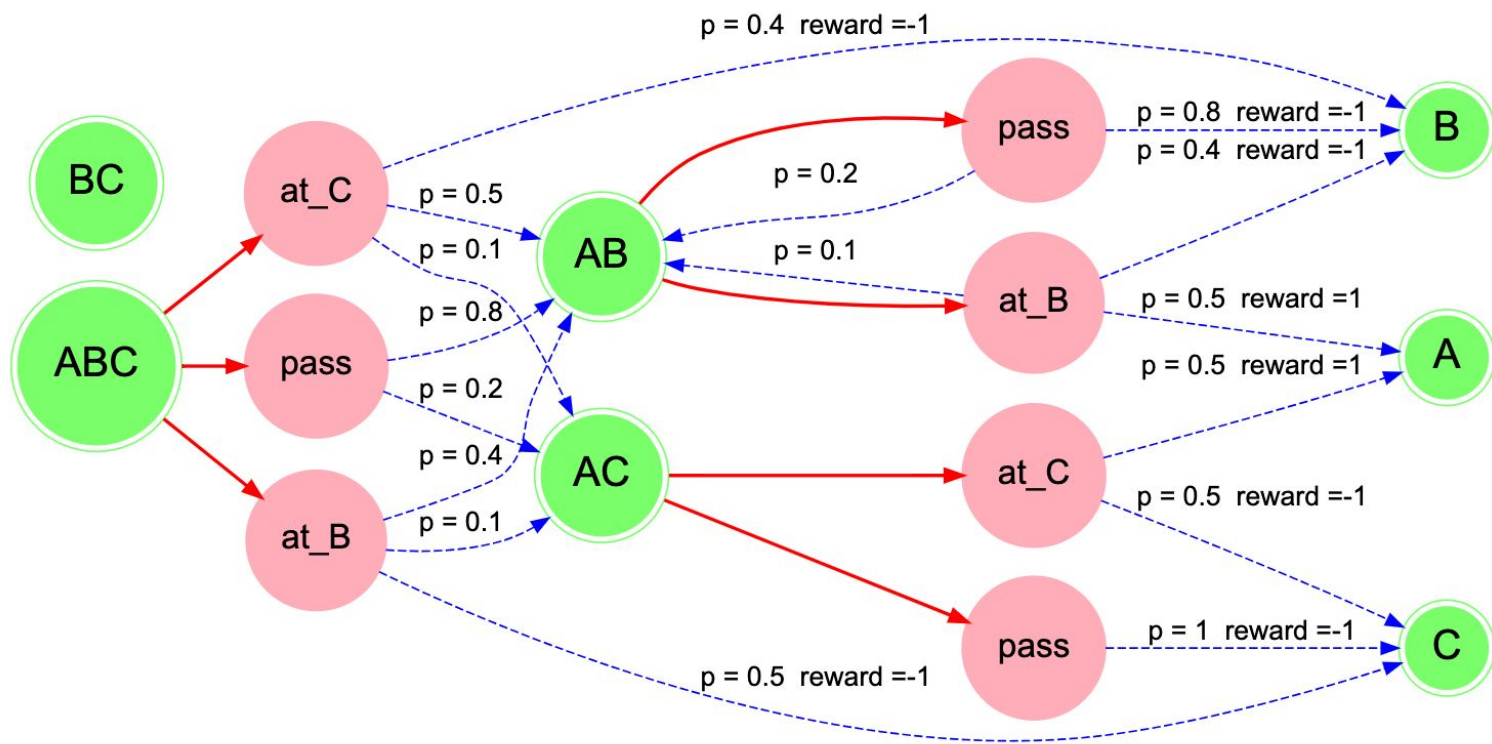 p = 0.4  reward =-1
pass
p = 0.8  reward =-1
B
BC
at_C
p = 0.5
p = 0.2
p = 0.4  reward =-1
p = 0.1
AB
p = 0.1
at_B
p = 0.5  reward =1
p = 0.8
ABC
pass
A
p = 0.5  reward =1
p = 0.2
p = 0.4
AC
at_C
p = 0.5  reward =-1
p = 0.1
at_B
pass
p = 1  reward =-1
C
p = 0.5  reward =-1